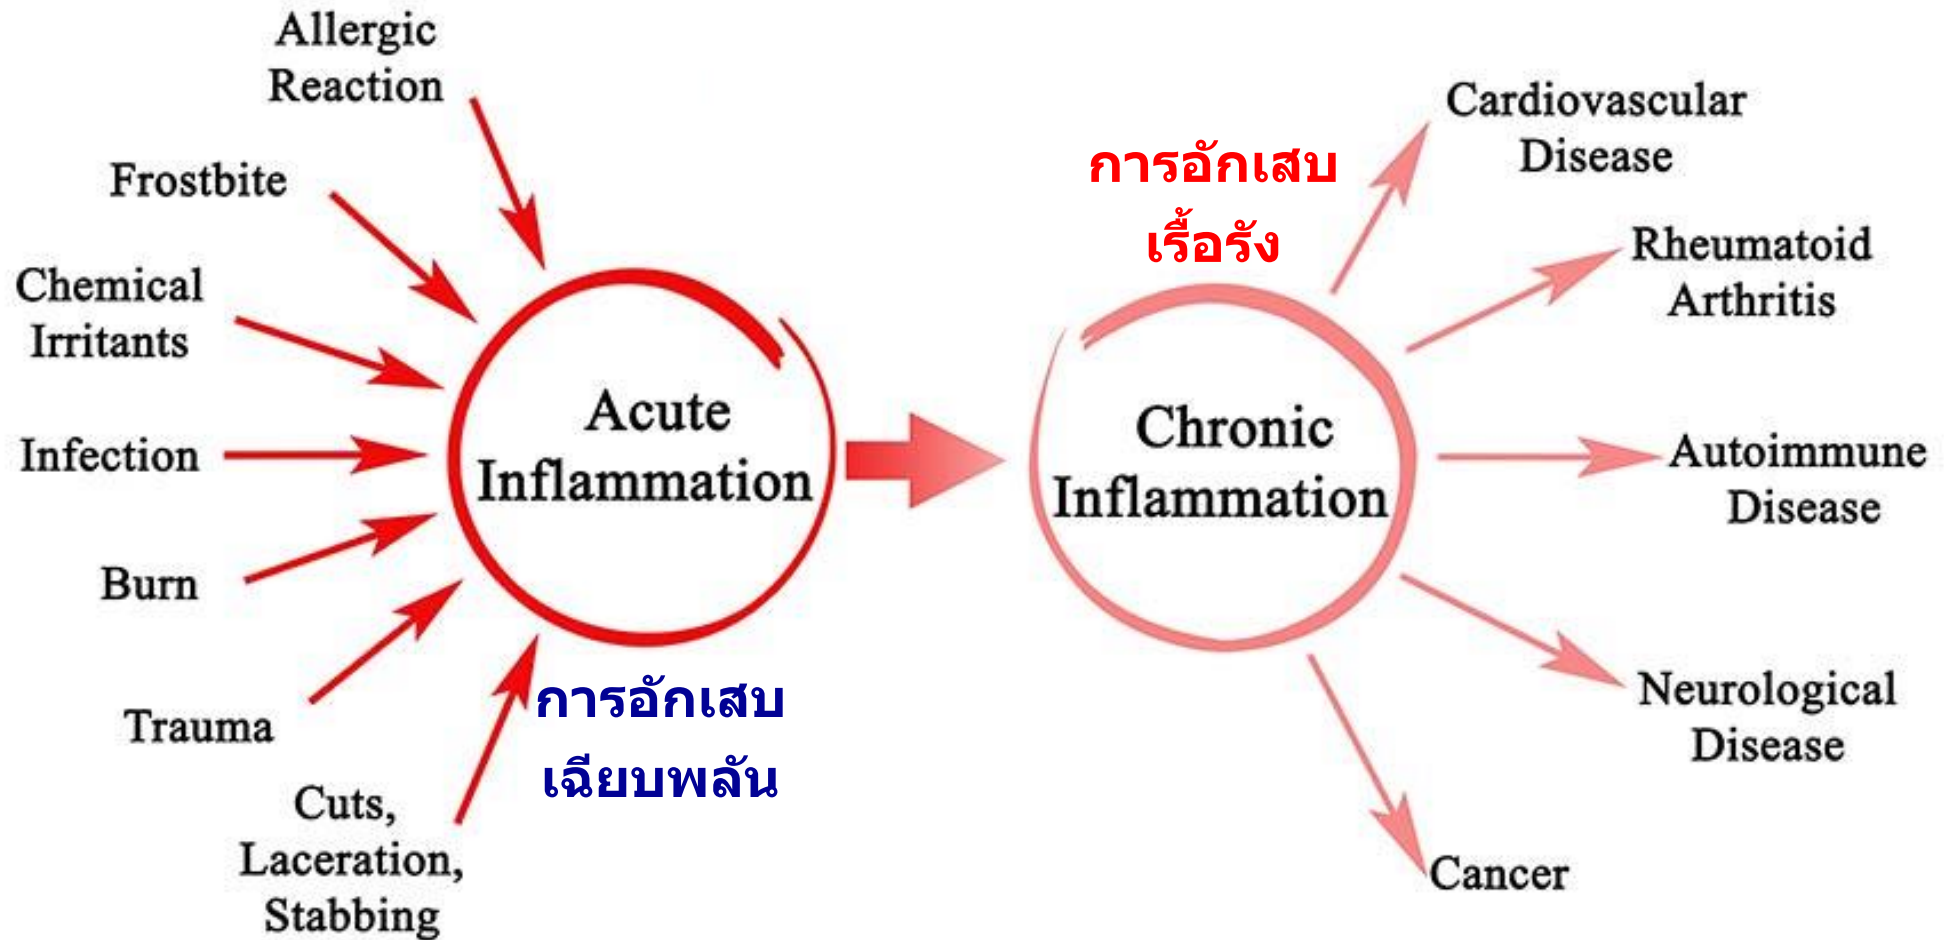 Allergic
Reaction
Frostbite
Chemical
Irritants
Infection
Burn
Trauma
Cuts,
Laceration,
Stabbing
Acute
Inflammation
การอักเสบ
เฉียบพลัน
การอักเสบ
เรื้อรัง
Chronic
Inflammation
Cardiovascular
Disease
Rheumatoid
Arthritis
Autoimmune
Disease
Neurological
Disease
Cancer